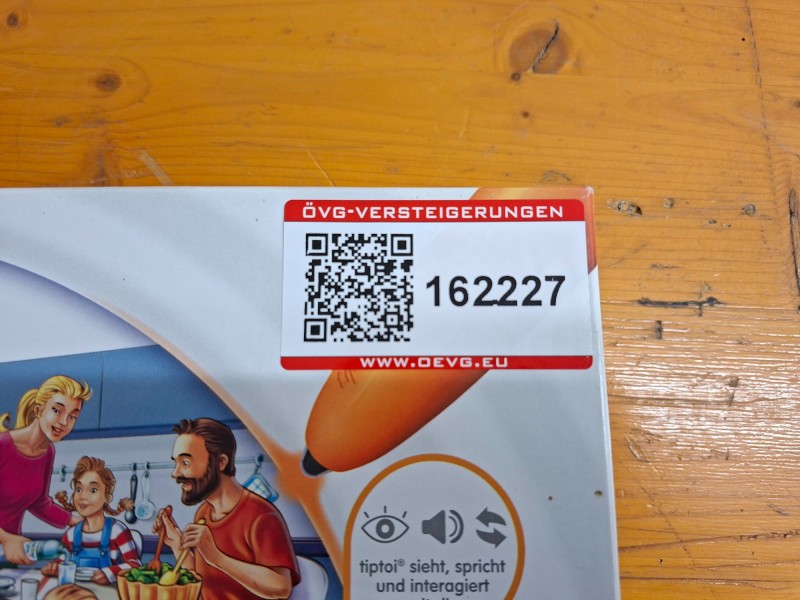 ÖVG-VERSTEIGERUNGEN
162227
WWW.OEVG.EU
tiptoi® sieht, spricht
und interagiert